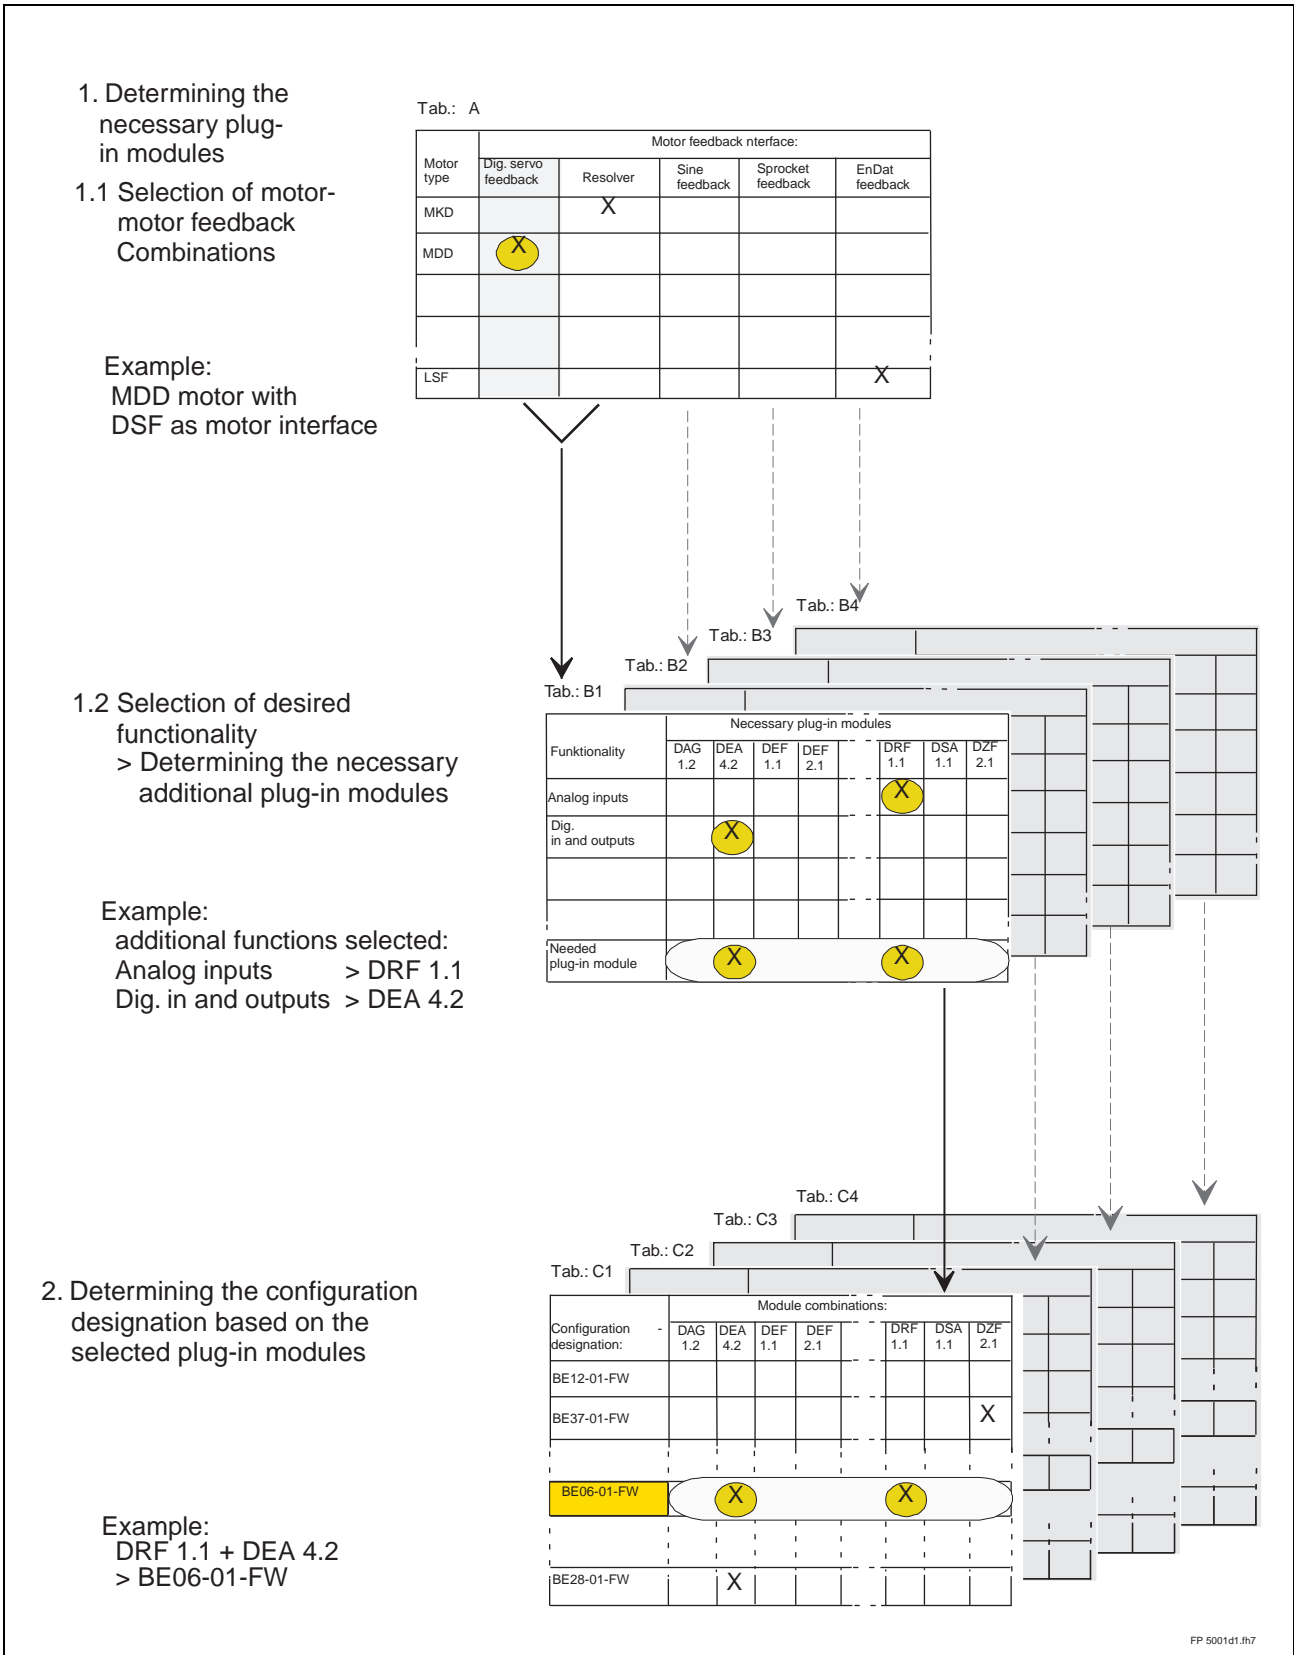 1. Determining the
necessary plug-
in modules
1.1 Selection of motor-
motor feedback
Combinations
Example:
MDD motor with
DSF as motor interface
Tab.: A
Motor feedback nterface:
Motor
type
Dig. servo
feedback
Resolver
Sine
feedback
Sprocket
feedback
EnDat
feedback
MKD
X
MDD
X
LSF
X
Tab.: B4
Tab.: B3
Tab.: B2
Tab.: B1
1.2 Selection of desired
functionality
> Determining the necessary
additional plug-in modules
Example:
additional functions selected:
Analog inputs > DRF 1.1
Dig. in and outputs > DEA 4.2
Necessary plug-in modules
Funktionality
DAG
1.2
DEA
4.2
DEF
1.1
DEF
2.1
DRF
1.1
DSA
1.1
DZF
2.1
Analog inputs
X
Dig.
in and outputs
X
Needed
plug-in module
X
X
Tab.: C4
Tab.: C3
Tab.: C2
Tab.: C1
2. Determining the configuration
designation based on the
selected plug-in modules
Example:
DRF 1.1 + DEA 4.2
> BE06-01-FW
Module combinations:
Configuration -
designation:
DAG
1.2
DEA
4.2
DEF
1.1
DEF
2.1
DRF
1.1
DSA
1.1
DZF
2.1
BE12-01-FW
BE37-01-FW
X
BE06-01-FW
X
X
BE28-01-FW
X
FP 5001d1.fh7